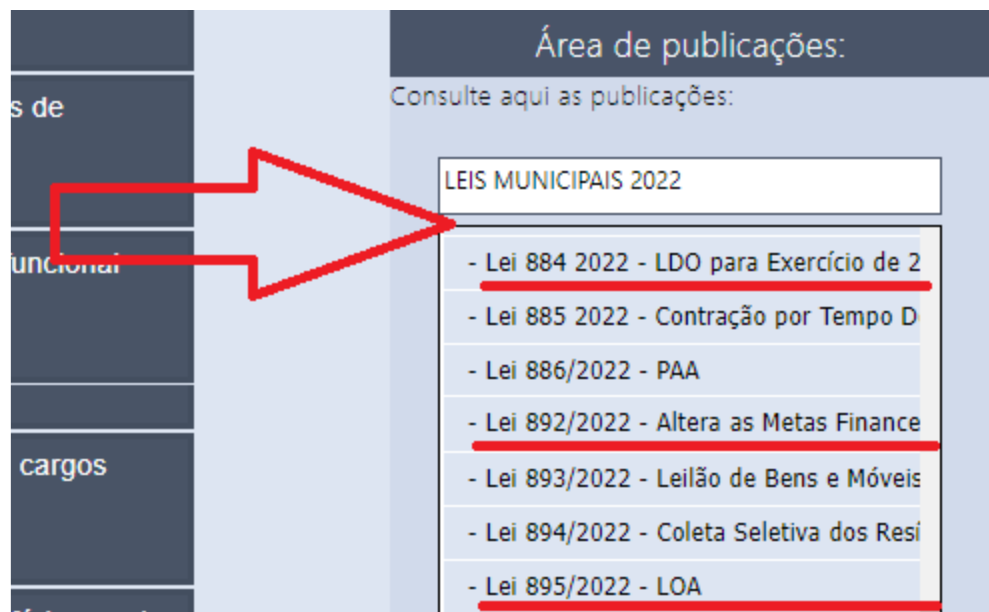 s de
uncional
cargos
Área de publicações:
Consulte aqui as publicações:
LEIS MUNICIPAIS 2022
- Lei 884 2022 - LDO para Exercício de 2
- Lei 885 2022 - Contração por Tempo D
- Lei 886/2022 - PAA
- Lei 892/2022 - Altera as Metas Finance
- Lei 893/2022 - Leilão de Bens e Móveis
- Lei 894/2022 - Coleta Seletiva dos Resí
- Lei 895/2022 - LOA